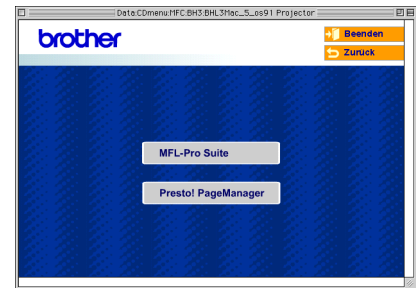 Data:CDmenu:MFC:BH3:BHL3Mac_5_os91 Projector
brother
Beenden
Zurück
MFL-Pro Suite
Presto! PageManager